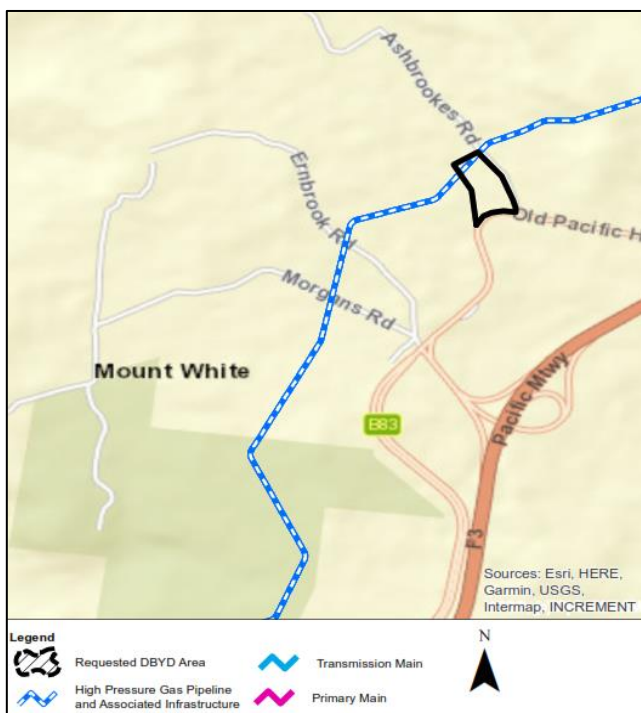 Ashbrookes Rd
Ernbrook Rd
Old Pacific H
Morgans Rd
Mount White
Pacific Mtwy
B83
F3
Sources: Esri, HERE,
Garmin, USGS,
Intermap, INCREMENT
Legend
Requested DBYD Area
Transmission Main
High Pressure Gas Pipeline
and Associated Infrastructure
Primary Main
N